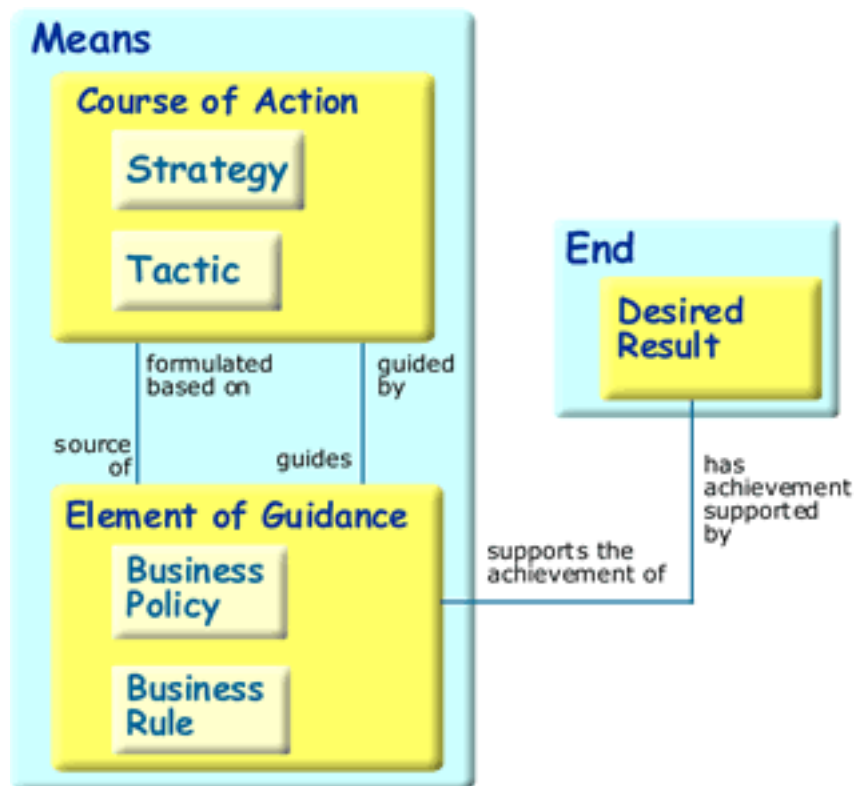 Means
Course of Action
Strategy
Tactic
formulated
based on
guided
by
source
of
guides
Element of Guidance
Business
Policy
Business
Rule
End
Desired
Result
has
achievement
supported
by
supports the
achievement of